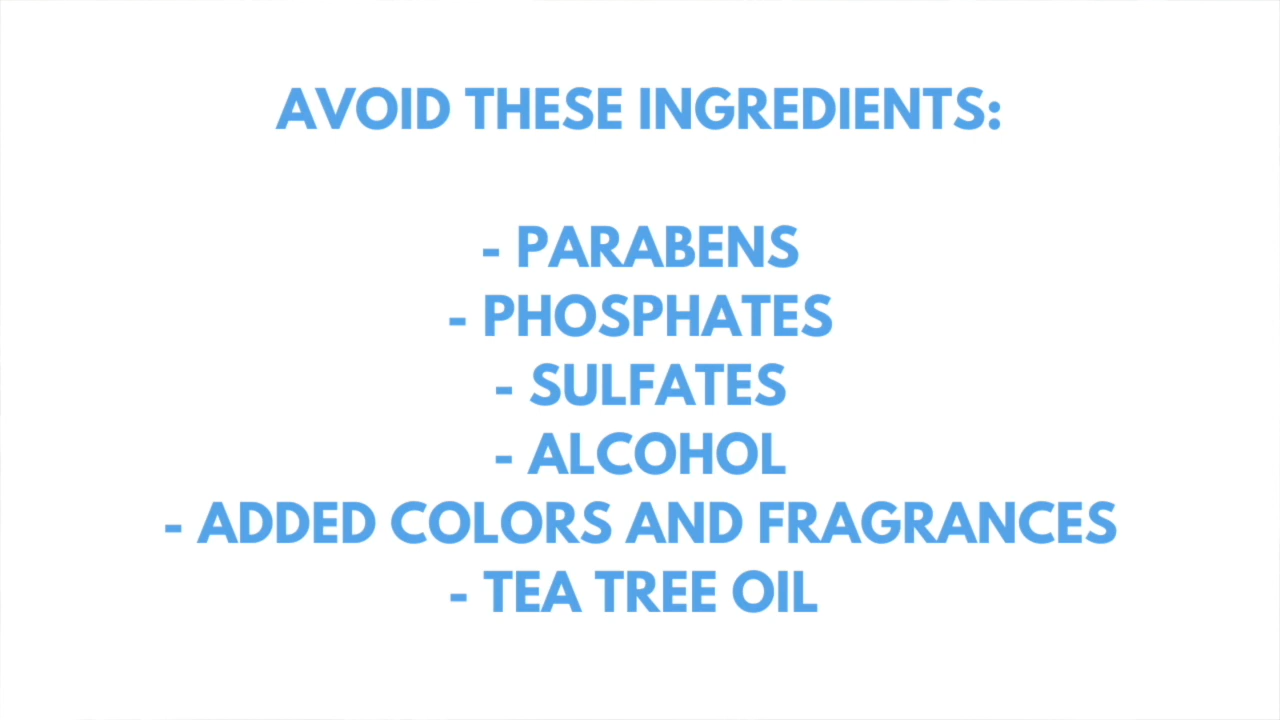 AVOID THESE INGREDIENTS:
- PARABENS
- PHOSPHATES
- SULFATES
- ALCOHOL
- ADDED COLORS AND FRAGRANCES
- TEA TREE OIL